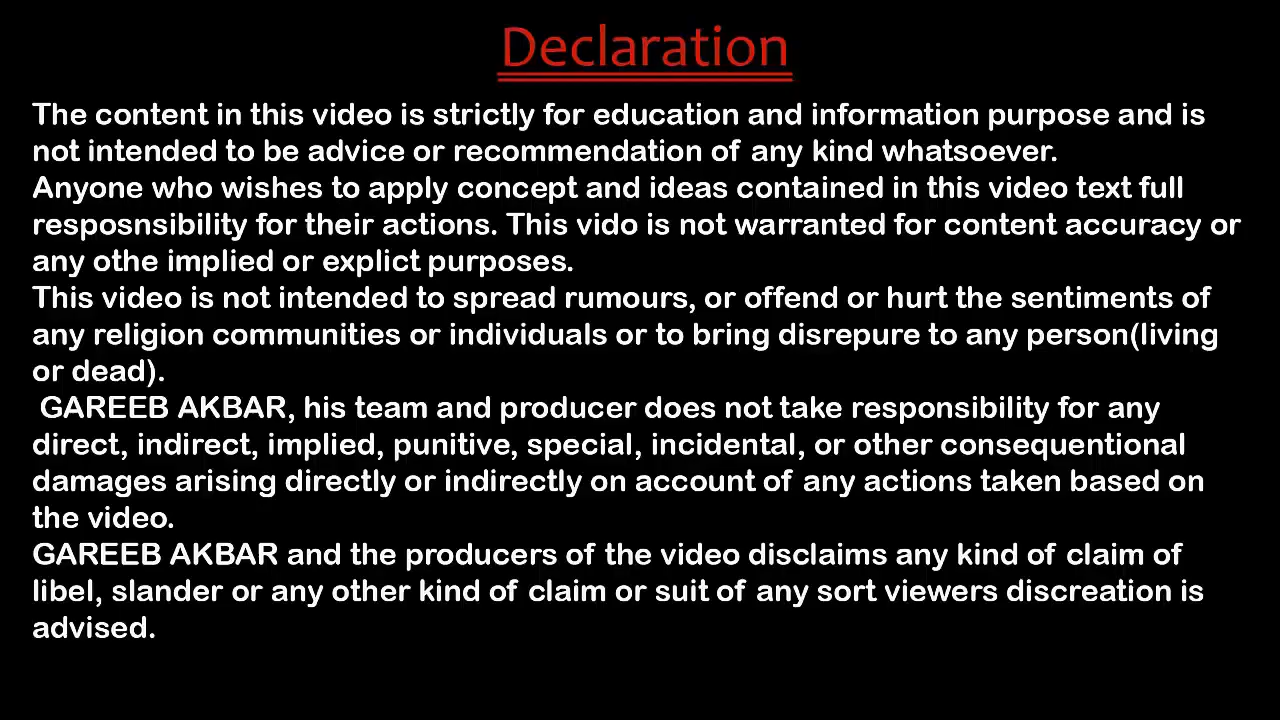 Declaration
The content in this video is strictly for education and information purpose and is
not intended to be advice or recommendation of any kind whatsoever.
Anyone who wishes to apply concept and ideas contained in this video text full
resposnsibility for their actions. This vido is not warranted for content accuracy or
any othe implied or explict purposes.
This video is not intended to spread rumours, or offend or hurt the sentiments of
any religion communities or individuals or to bring disrepure to any person(living
or dead).
GAREEB AKBAR, his team and producer does not take responsibility for any
direct, indirect, implied, punitive, special, incidental, or other consequentional
damages arising directly or indirectly on account of any actions taken based on
the video.
GAREEB AKBAR and the producers of the video disclaims any kind of claim of
libel, slander or any other kind of claim or suit of any sort viewers discreation is
advised.